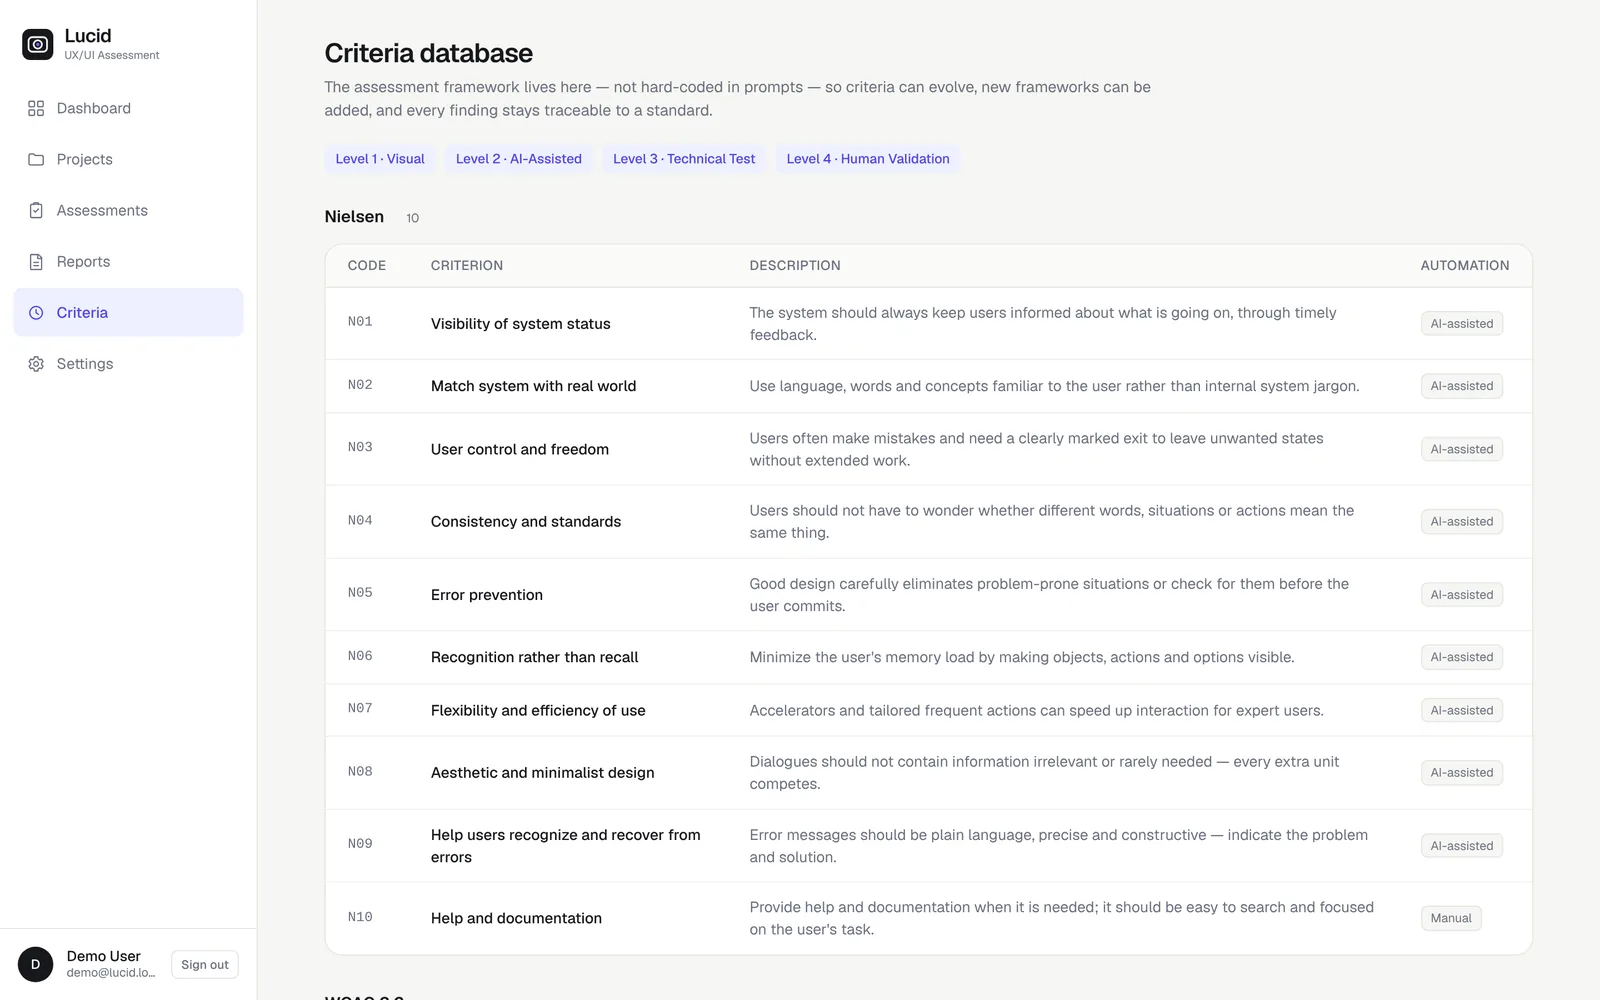 Lucid
UX/UI Assessment
Dashboard
Projects
Assessments
Reports
Criteria
Settings
Demo User
demo@lucid.lo…
D
Sign out
Criteria database
The assessment framework lives here — not hard-coded in prompts — so criteria can evolve, new frameworks can be
added, and every finding stays traceable to a standard.
Level 1 · Visual
Level 2 · AI-Assisted
Level 3 · Technical Test
Level 4 · Human Validation
Nielsen 10
CODE CRITERION DESCRIPTION AUTOMATION
N01 Visibility of system status The system should always keep users informed about what is going on, through timely
feedback. AI-assisted
N02 Match system with real world Use language, words and concepts familiar to the user rather than internal system jargon. AI-assisted
N03 User control and freedom Users often make mistakes and need a clearly marked exit to leave unwanted states
without extended work. AI-assisted
N04 Consistency and standards Users should not have to wonder whether different words, situations or actions mean the
same thing. AI-assisted
N05 Error prevention Good design carefully eliminates problem-prone situations or check for them before the
user commits. AI-assisted
N06 Recognition rather than recall Minimize the user's memory load by making objects, actions and options visible. AI-assisted
N07 Flexibility and efficiency of use Accelerators and tailored frequent actions can speed up interaction for expert users. AI-assisted
N08 Aesthetic and minimalist design Dialogues should not contain information irrelevant or rarely needed — every extra unit
competes. AI-assisted
N09 Help users recognize and recover from
errors Error messages should be plain language, precise and constructive — indicate the problem
and solution. AI-assisted
N10 Help and documentation Provide help and documentation when it is needed; it should be easy to search and focused
on the user's task. Manual